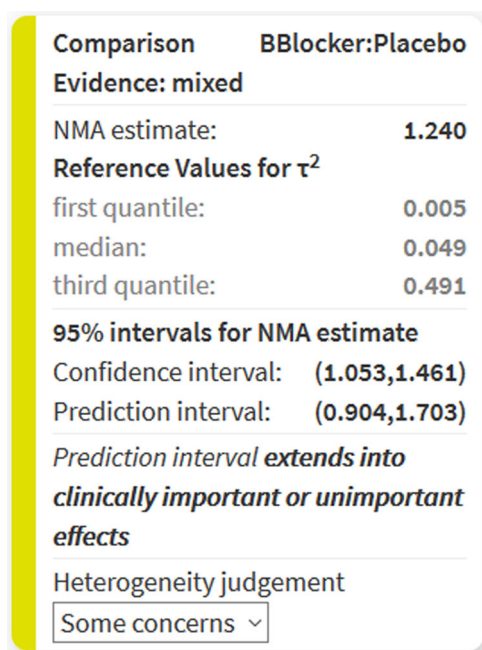 Comparison BBlocker:Placebo
Evidence: mixed
NMA estimate: 1.240
Reference Values for τ²
first quantile: 0.005
median: 0.049
third quantile: 0.491
95% intervals for NMA estimate
Confidence interval: (1.053,1.461)
Prediction interval: (0.904,1.703)
Prediction interval extends into
clinically important or unimportant
effects
Heterogeneity judgement
Some concerns